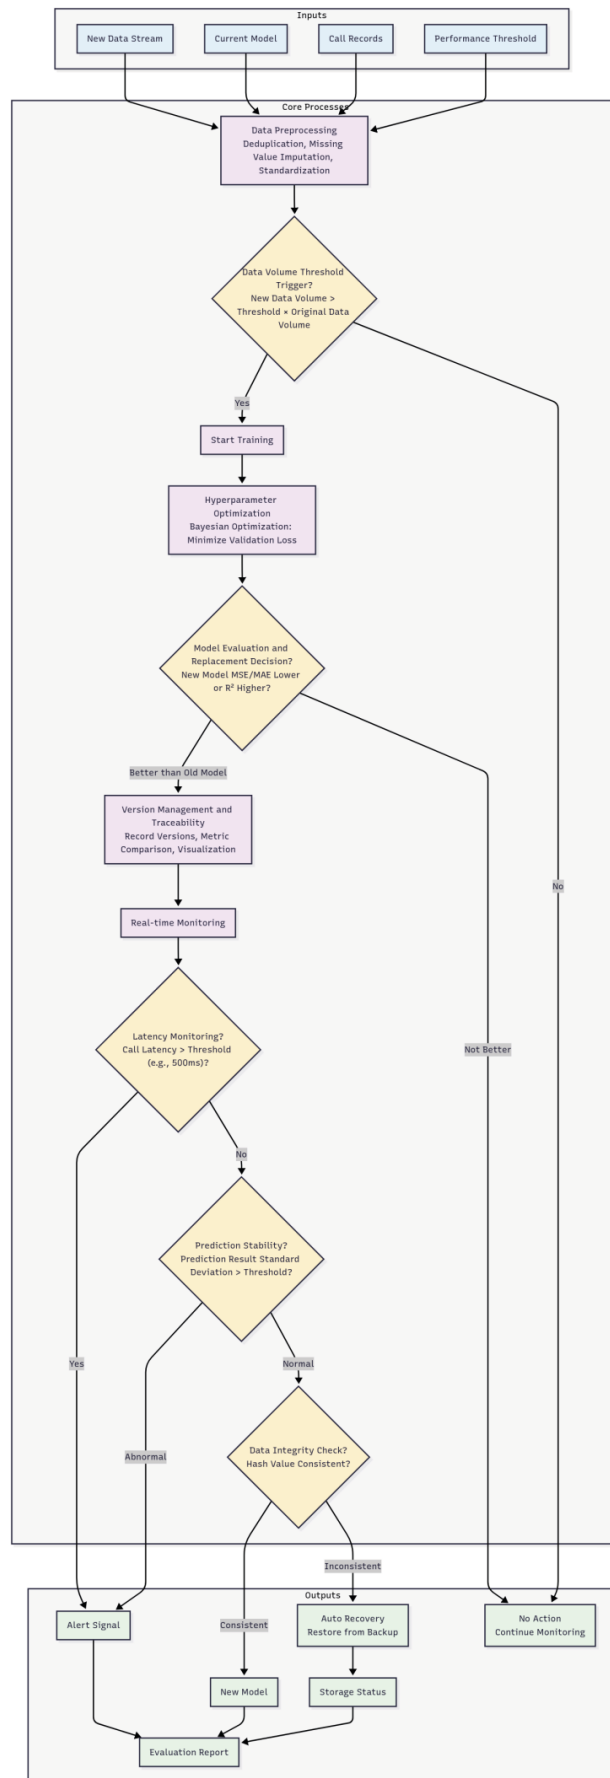 Inputs
New Data Stream
Current Model
Call Records
Performance Threshold
Core Processes
Data Preprocessing
Deduplication, Missing
Value Imputation,
Standardization
Data Volume Threshold
Trigger?
New Data Volume >
Threshold × Original Data
Volume
Yes
Start Training
Hyperparameter
Optimization
Bayesian Optimization:
Minimize Validation Loss
Model Evaluation and
Replacement Decision?
New Model MSE/MAE Lower
or R² Higher?
Better than Old Model
Version Management and
Traceability
Record Versions, Metric
Comparison, Visualization
No
Real-time Monitoring
Latency Monitoring?
Call Latency > Threshold
(e.g., 500ms)?
Not Better
No
Prediction Stability?
Prediction Result Standard
Deviation > Threshold?
Yes
Normal
Abnormal
Data Integrity Check?
Hash Value Consistent?
Inconsistent
Outputs
Alert Signal
Consistent
Auto Recovery
Restore from Backup
No Action
Continue Monitoring
New Model
Storage Status
Evaluation Report